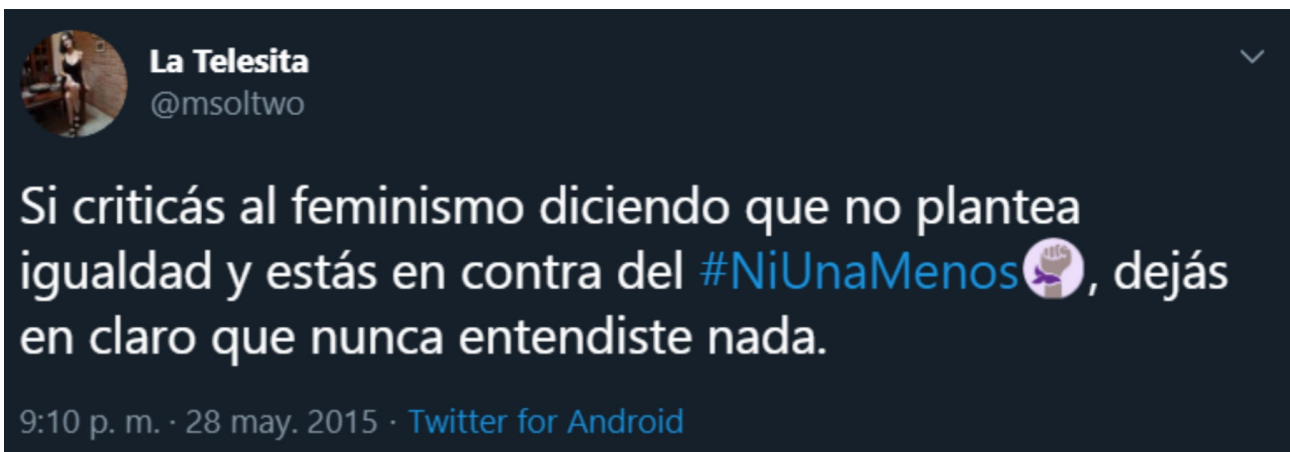 La Telesita
@msoltwo
Si criticás al feminismo diciendo que no plantea
igualdad y estás en contra del #NiUnaMenos, dejás
en claro que nunca entendiste nada.
9:10 p. m. · 28 may. 2015 · Twitter for Android